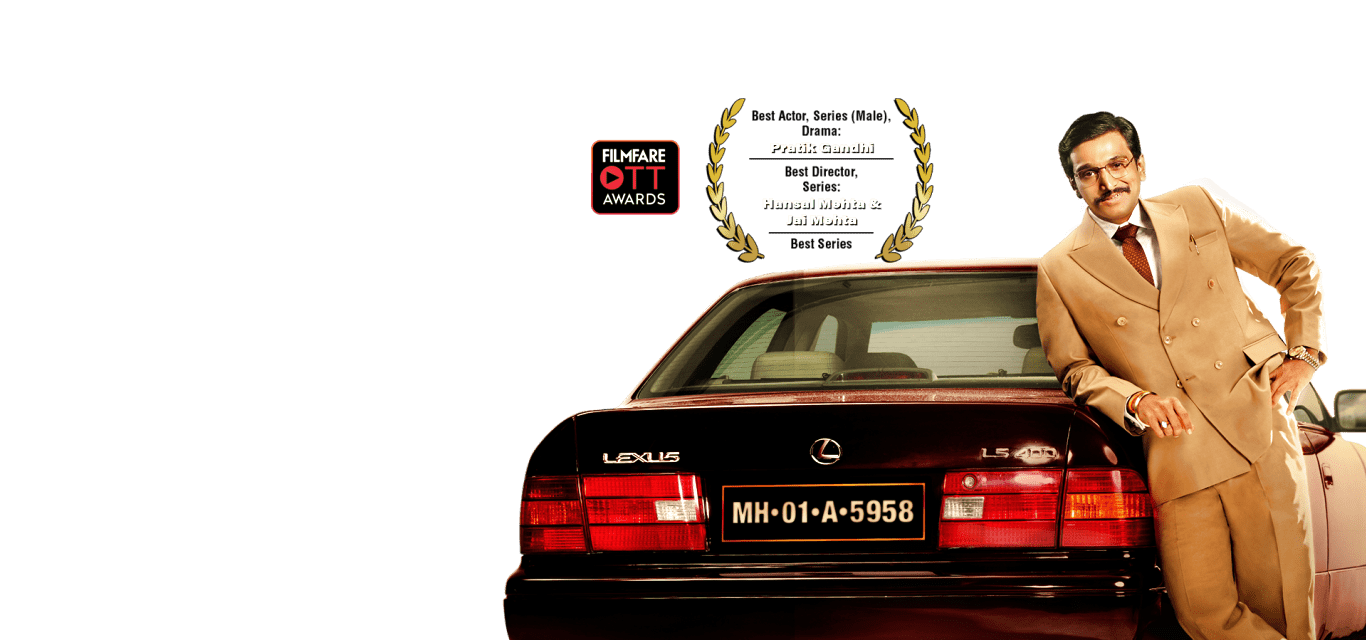 FILMFARE
OTT
AWARDS
Best Actor, Series (Male),
Drama:
Pratik Gandhi
Best Director,
Series:
Hansal Mehta &
Jai Mehta
Best Series
LEXUS
LS 400
MH•01•A•5958